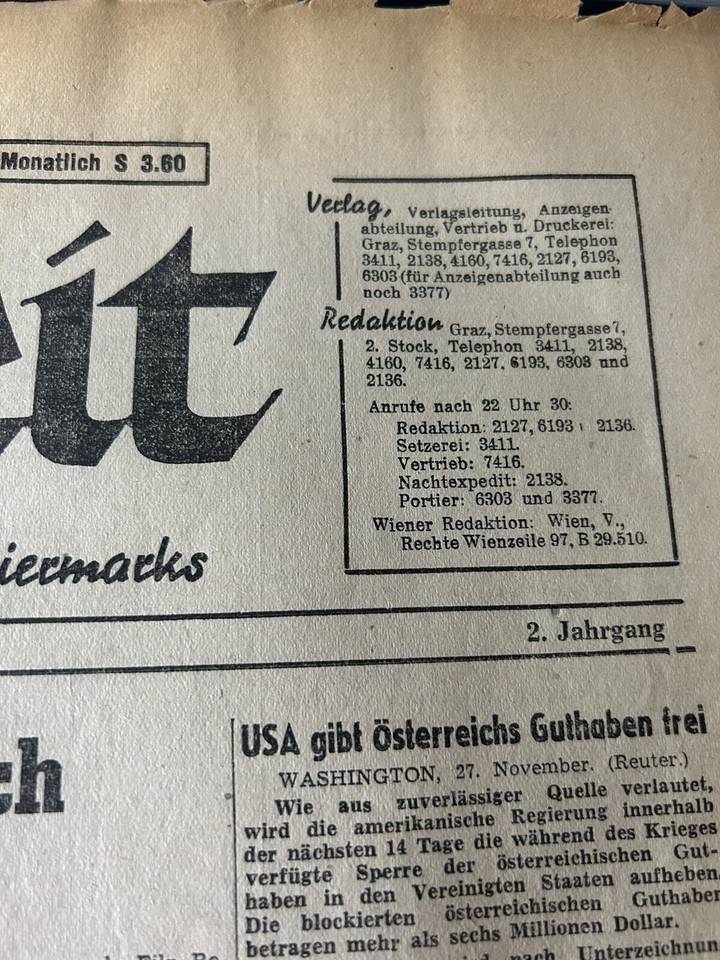 Monatlich S 3.60
eit
iermarks
Verlag, Verlagsleitung, Anzeigen-
abteilung, Vertrieb u. Druckerei:
Graz, Stempfergasse 7, Telephon
3411, 2138, 4160, 7416, 2127, 6193,
6303 (für Anzeigenabteilung auch
noch 3377)
Redaktion Graz, Stempfergasse 7,
2. Stock, Telephon 3411, 2138,
4160, 7416, 2127, 6193, 6303 und
2136.
Anrufe nach 22 Uhr 30:
Redaktion: 2127, 6193, 2136.
Setzerei: 3411.
Vertrieb: 7416.
Nachtexpedit: 2138.
Portier: 6303 und 3377.
Wiener Redaktion: Wien, V.,
Rechte Wienzeile 97, B 29.510.
2. Jahrgang
ch
USA gibt österreichs Guthaben frei
WASHINGTON, 27. November. (Reuter.)
Wie aus zuverlässiger Quelle verlautet,
wird die amerikanische Regierung innerhalb
der nächsten 14 Tage die während des Krieges
verfügte Sperre der österreichischen Gut-
haben in den Vereinigten Staaten aufheben.
Die blockierten österreichischen Guthaben
betragen mehr als sechs Millionen Dollar.
nach Unterzeichnun